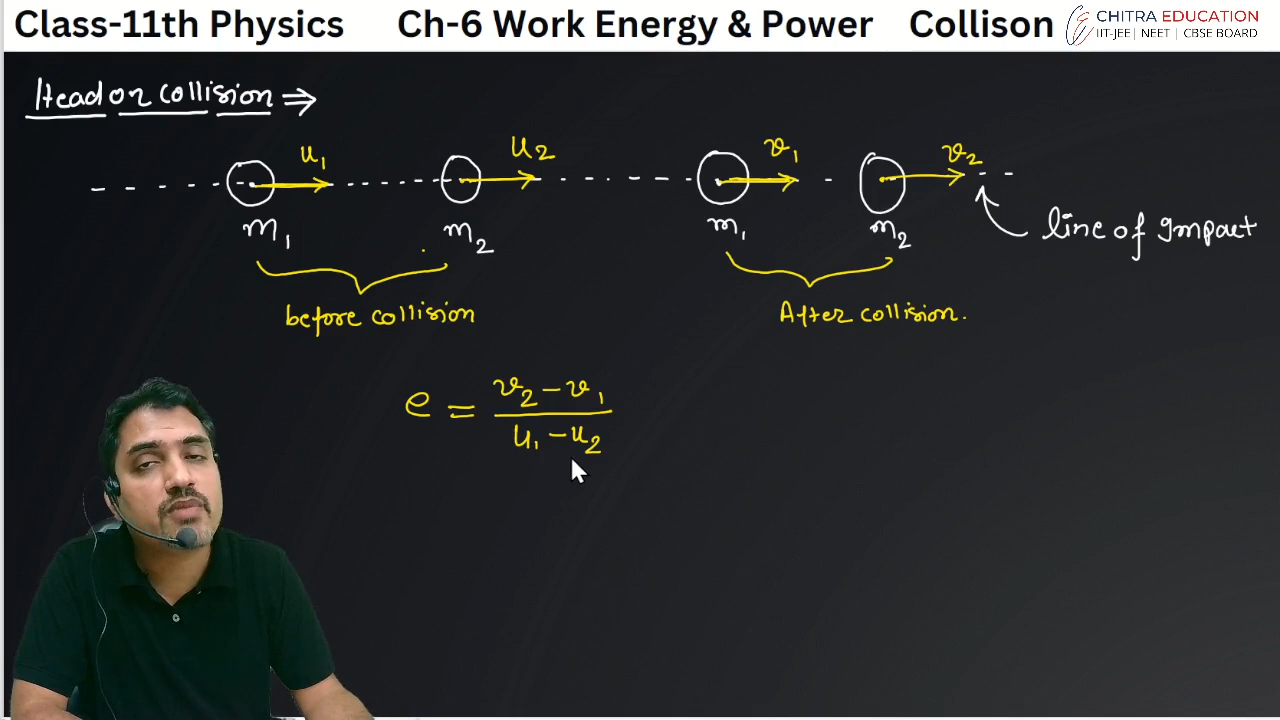 Class-11th Physics Ch-6 Work Energy & Power Collison
CHITRA EDUCATION
IIT-JEE | NEET | CBSE BOARD
Head on collision ⇒
u₁ u₂ v₁ v₂
m₁ m₂ m₁ m₂
line of Impact
before collision After collision.
e = (v₂ - v₁) / (u₁ - u₂)